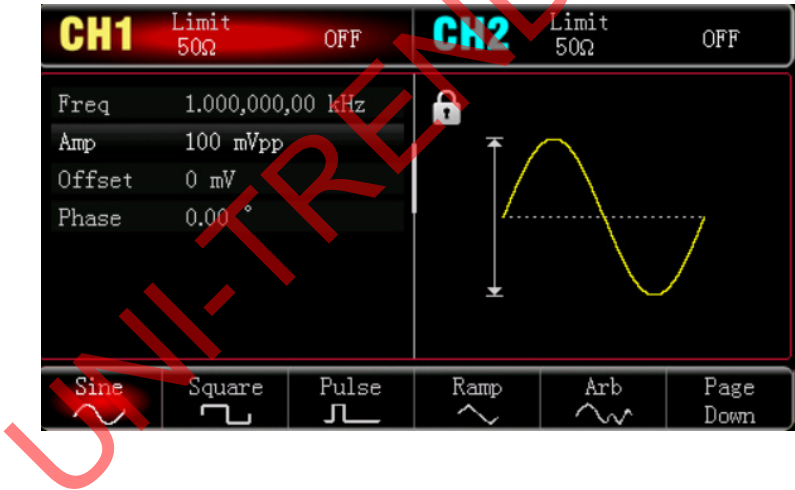 CH1 Limit 50Ω OFF
CH2 Limit 50Ω OFF
Freq 1.000,000,00 kHz
Amp 100 mVpp
Offset 0 mV
Phase 0.00 °
Sine
Square
Pulse
Ramp
Arb
Page Down
UNI-TREND